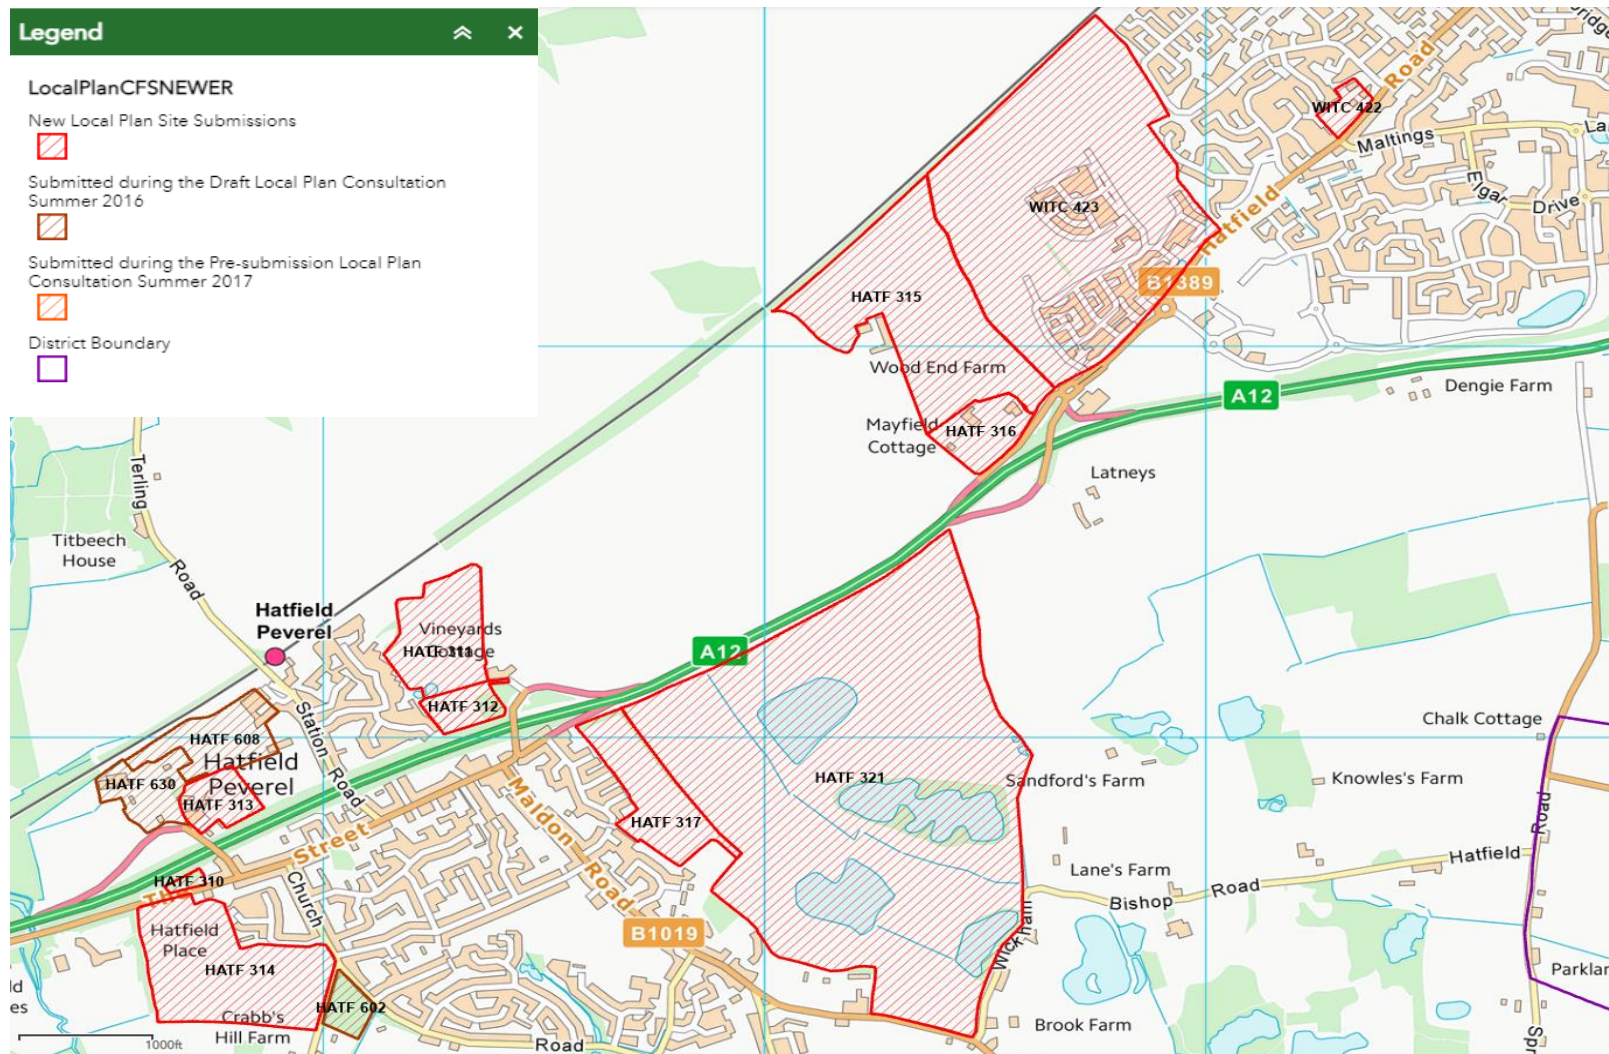 Legend
LocalPlanCFSNEWER
New Local Plan Site Submissions
Submitted during the Draft Local Plan Consultation
Summer 2016
Submitted during the Pre-submission Local Plan
Consultation Summer 2017
District Boundary
WITC 422
Road
Maltings
Elgar
Drive
Hatfield
WITC 423
B1389
HATF 315
Wood End Farm
A12
Dengie Farm
Mayfield
Cottage
HATF 316
Latneys
Terling
Road
Titbeech
House
Hatfield
Peverel
Vineyards
Cottage
HATF 311
A12
HATF 312
Station
Road
HATF 608
Hatfield
Peverel
HATF 630
HATF 313
Chalk Cottage
HATF 321
Sandford's Farm
Knowles's Farm
Maldon
Road
HATF 317
Street
The
HATF 310
Church
Lane's Farm
Bishop
Road
Hatfield
Road
B1019
Hatfield
Place
HATF 314
Wickham
HATF 602
Crabb's
Hill Farm
Road
Brook Farm
1000ft